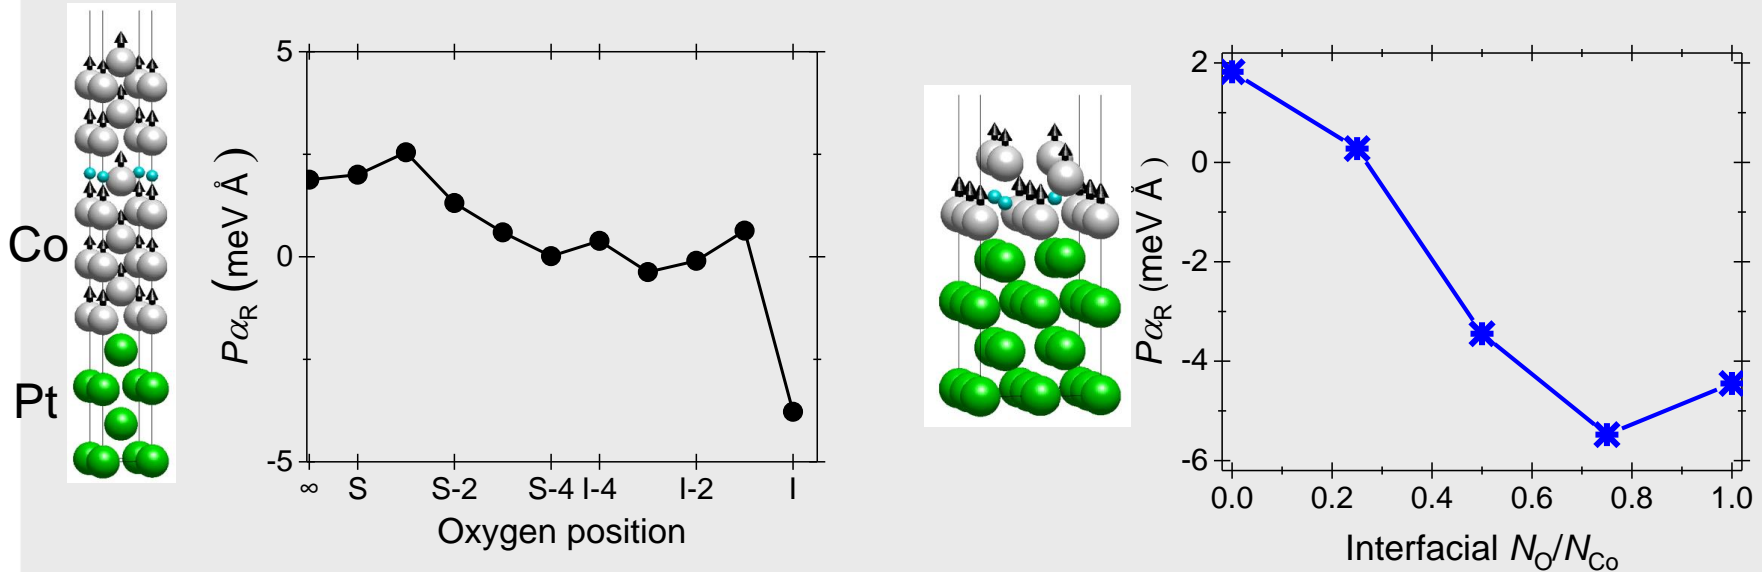 Co
Pt
PαR (meV Å)
5
0
-5
∞ S S-2 S-4 I-4 I-2 I
Oxygen position
PαR (meV Å)
2
0
-2
-4
-6
0.0 0.2 0.4 0.6 0.8 1.0
Interfacial NO/NCo